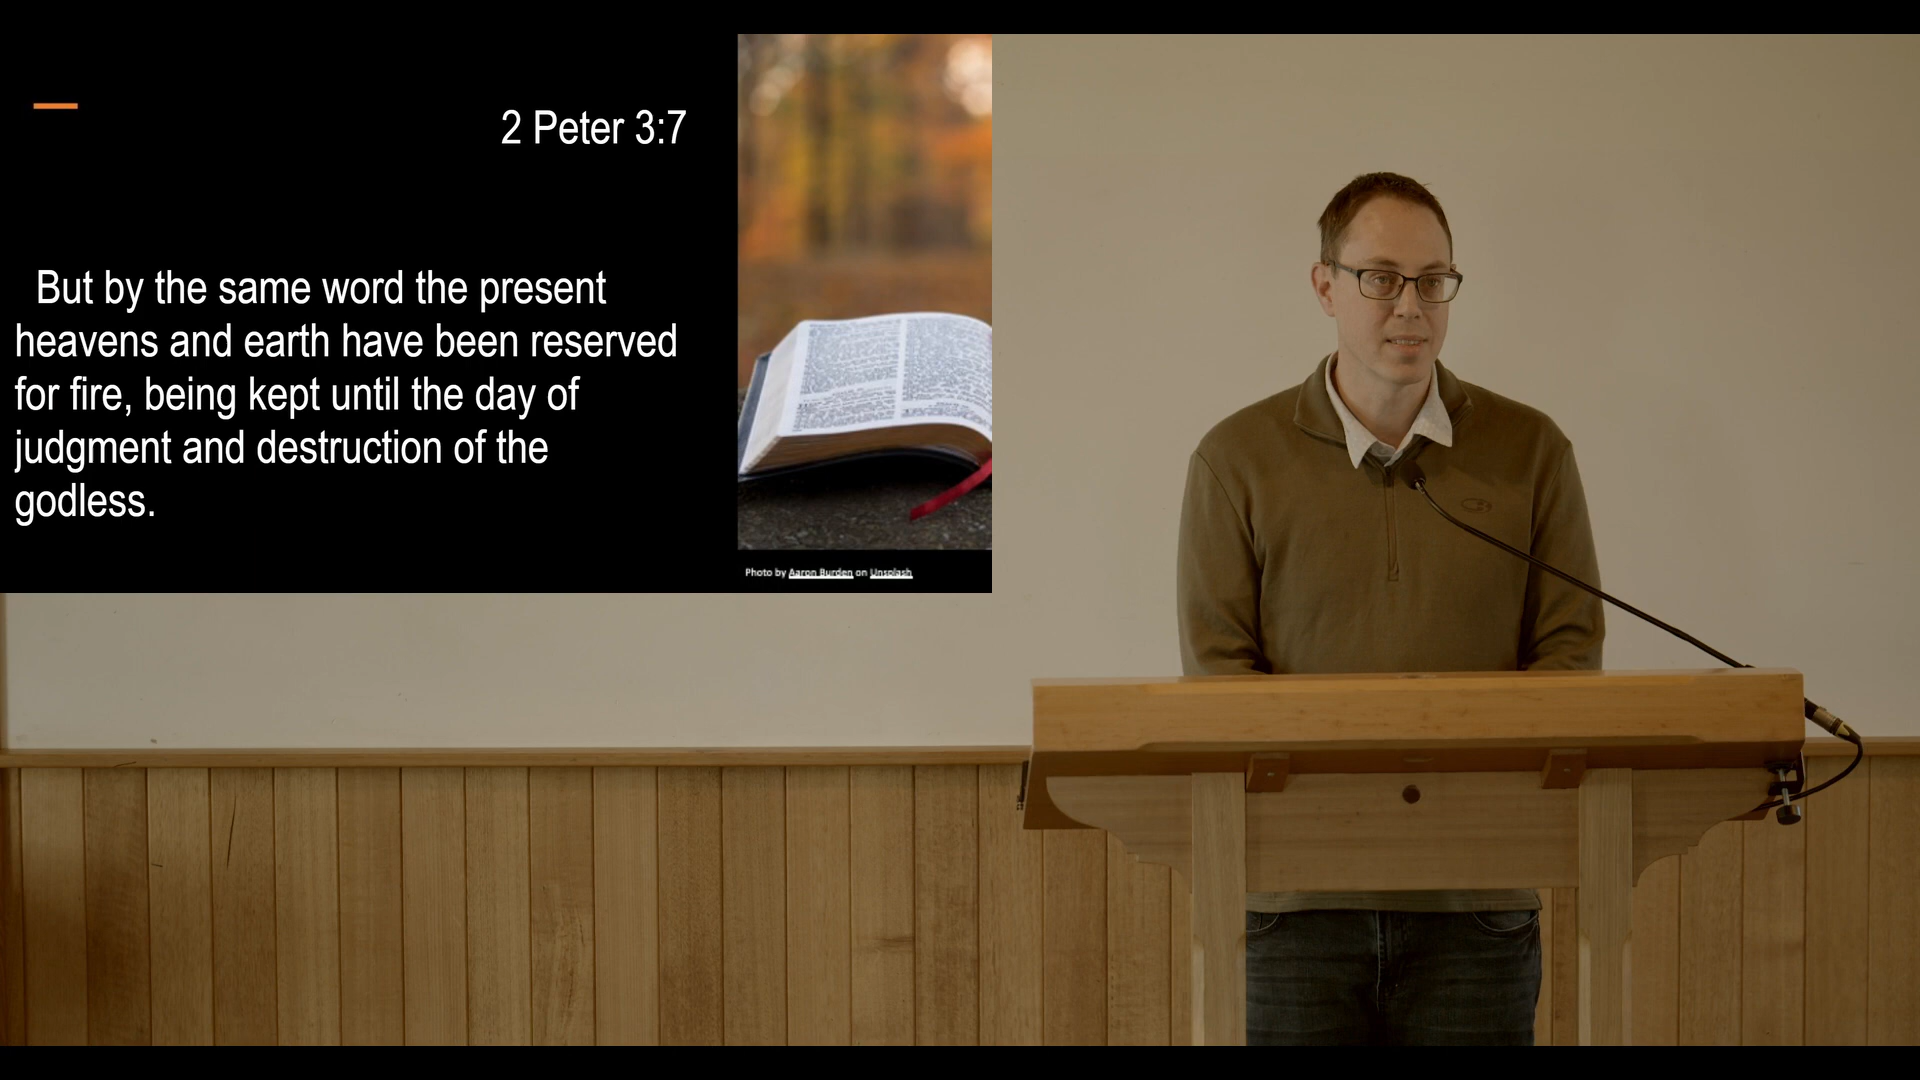 2 Peter 3:7
But by the same word the present
heavens and earth have been reserved
for fire, being kept until the day of
judgment and destruction of the
godless.
Photo by Aaron Burden on Unsplash